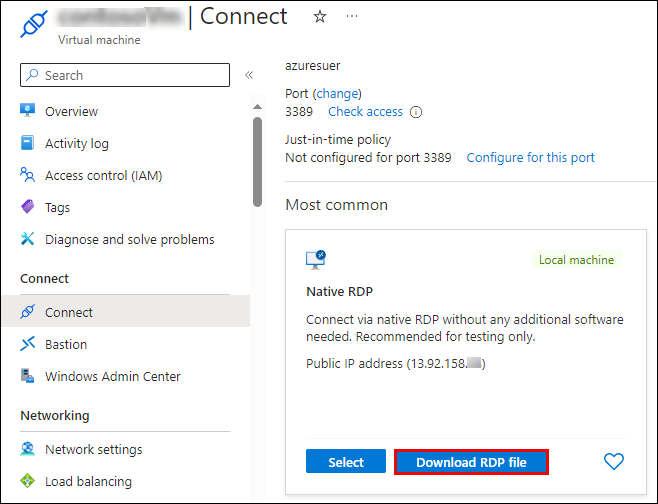 | Connect
Virtual machine
Search
Overview
Activity log
Access control (IAM)
Tags
Diagnose and solve problems
Connect
Connect
Bastion
Windows Admin Center
Networking
Network settings
Load balancing
azuresuer
Port (change)
3389 Check access
Just-in-time policy
Not configured for port 3389 Configure for this port
Most common
Local machine
Native RDP
Connect via native RDP without any additional software
needed. Recommended for testing only.
Public IP address (13.92.158. )
Select Download RDP file